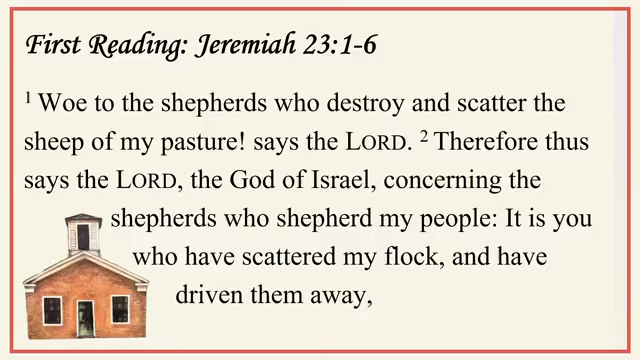 First Reading: Jeremiah 23:1-6
¹ Woe to the shepherds who destroy and scatter the
sheep of my pasture! says the LORD. ² Therefore thus
says the LORD, the God of Israel, concerning the
shepherds who shepherd my people: It is you
who have scattered my flock, and have
driven them away,